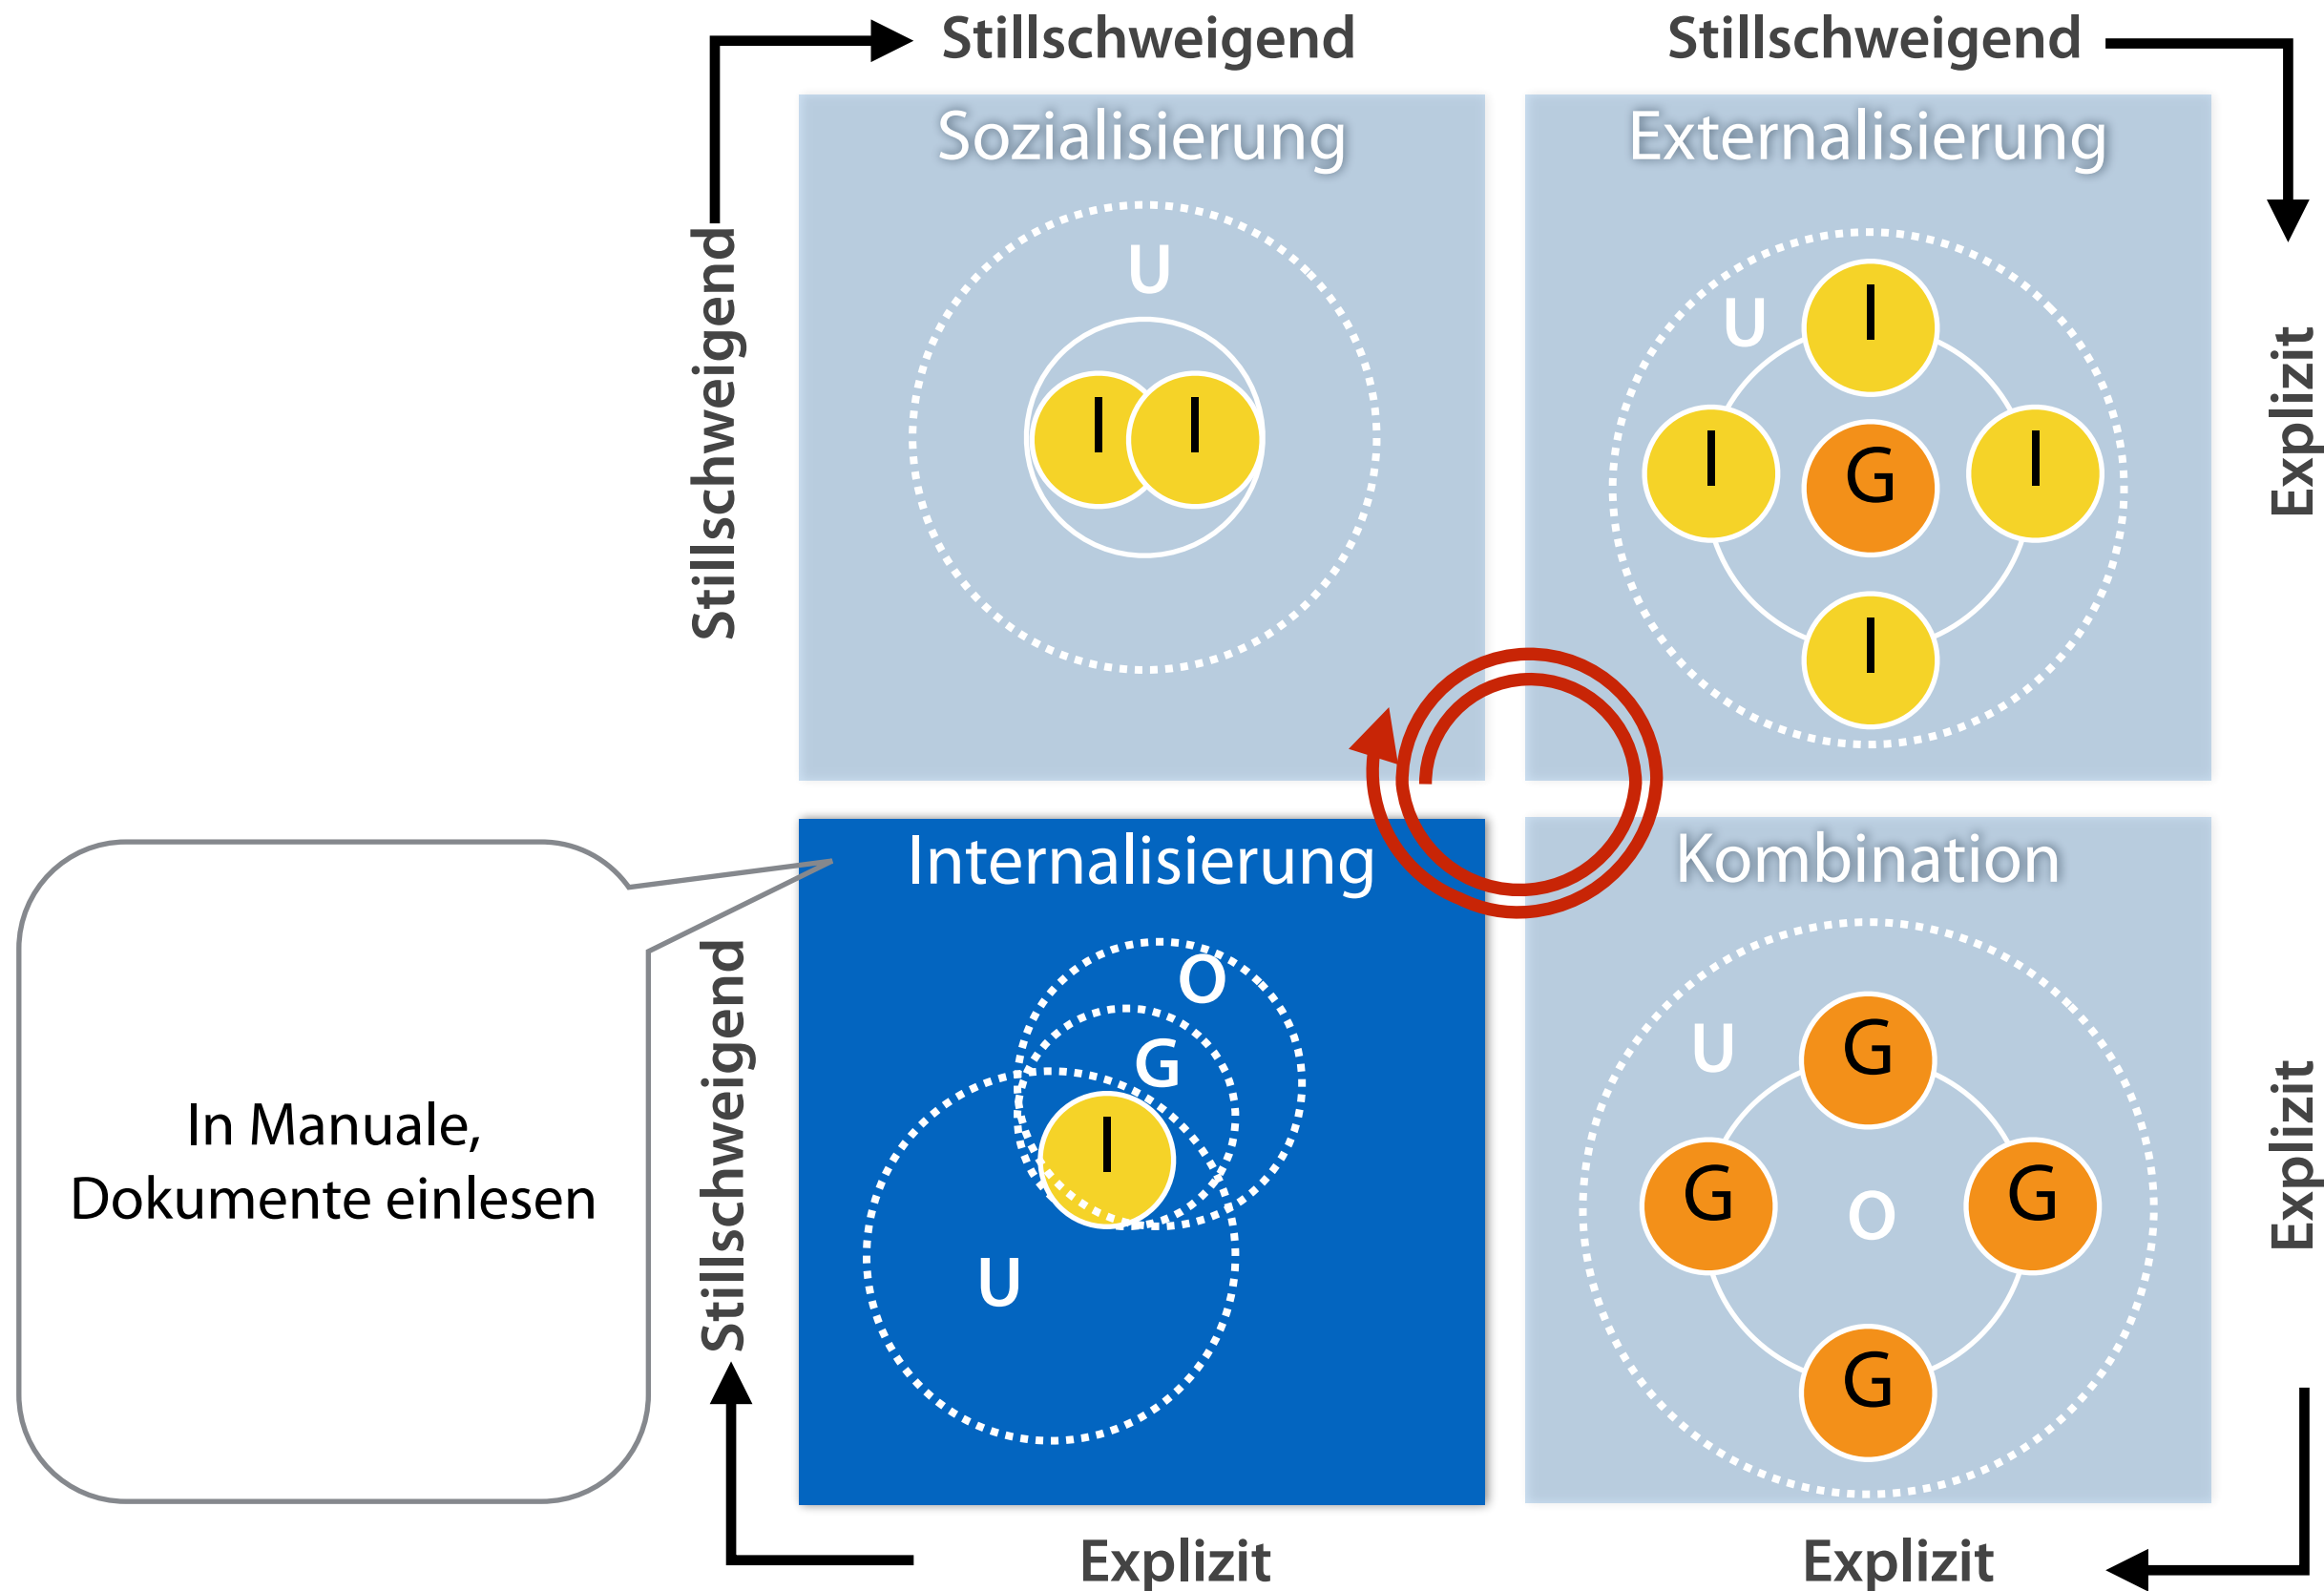 Stillschweigend
Stillschweigend
Sozialisierung
Externalisierung
Stillschweigend
Explizit
U
I
I
U
I
I
G
I
I
Internalisierung
Kombination
In Manuale,
Dokumente einlesen
Stillschweigend
Explizit
O
G
I
U
U
G
G
O
G
G
Explizit
Explizit